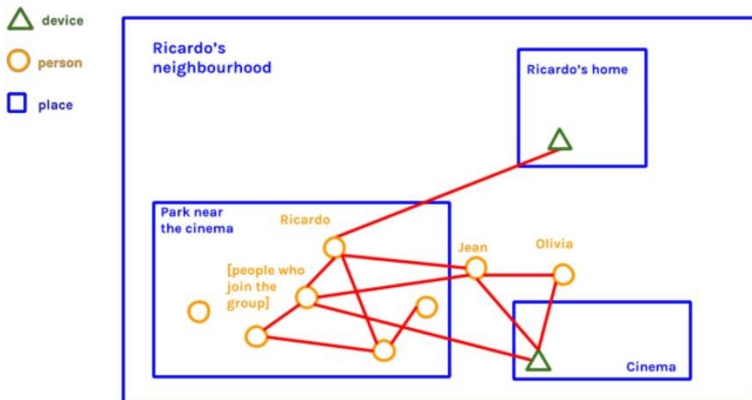 device
person
place
Ricardo's
neighbourhood
Ricardo's home
Park near
the cinema
Ricardo
Jean
Olivia
[people who
join the
group]
Cinema